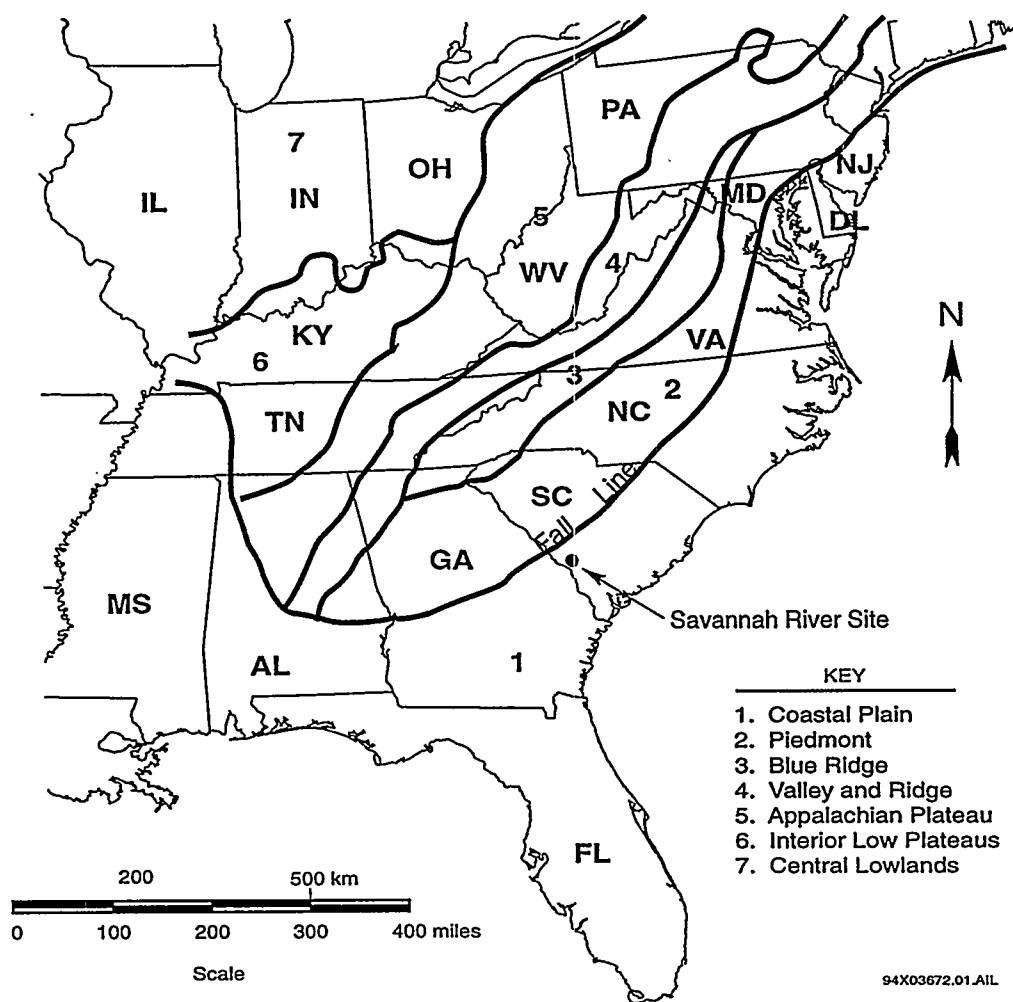 PA
NJ
7
OH
IL
IN
MD
DL
5
4
WV
N
KY
VA
6
3
2
TN
NC
SC
Fall Line
GA
MS
Savannah River Site
1
AL
KEY
1. Coastal Plain
2. Piedmont
3. Blue Ridge
4. Valley and Ridge
5. Appalachian Plateau
6. Interior Low Plateaus
7. Central Lowlands
FL
200 500 km
0 100 200 300 400 miles
Scale
94X03672.01.AIL